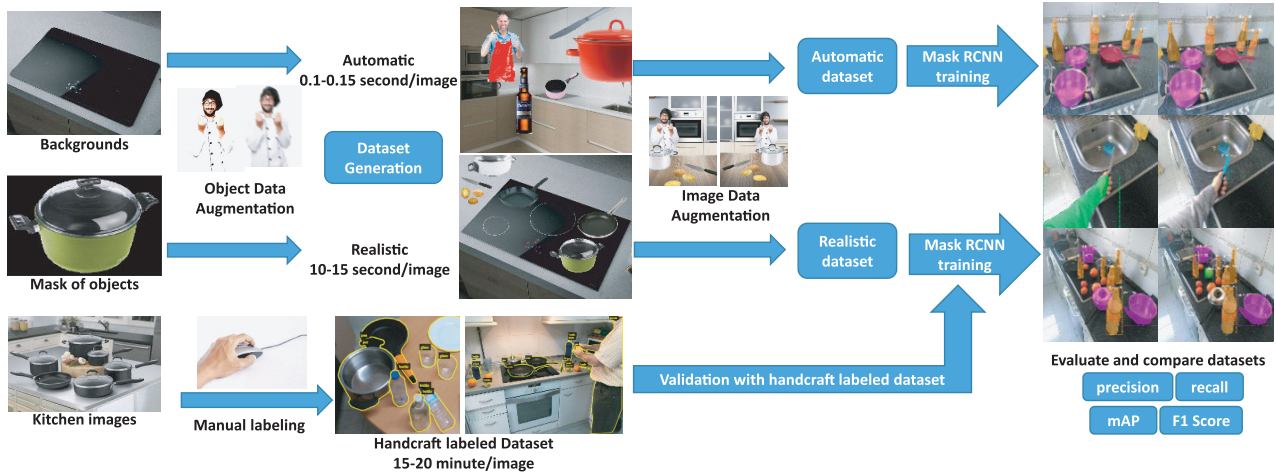 Backgrounds
Automatic
0.1-0.15 second/image
Object Data
Augmentation
Dataset
Generation
Mask of objects
Realistic
10-15 second/image
Image Data
Augmentation
Automatic
dataset
Mask RCNN
training
Realistic
dataset
Mask RCNN
training
Kitchen images
Manual labeling
Handcraft labeled Dataset
15-20 minute/image
Validation with handcraft labeled dataset
Evaluate and compare datasets
precision
recall
mAP
F1 Score